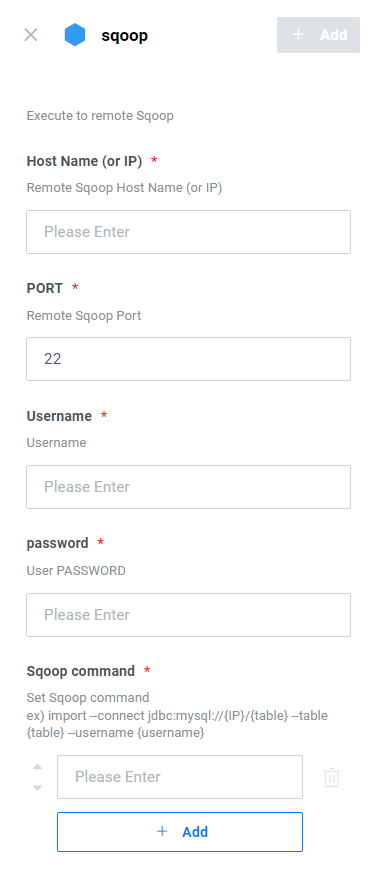 sqoop
+ Add
Execute to remote Sqoop
Host Name (or IP) *
Remote Sqoop Host Name (or IP)
Please Enter
PORT *
Remote Sqoop Port
22
Username *
Username
Please Enter
password *
User PASSWORD
Please Enter
Sqoop command *
Set Sqoop command
ex) import --connect jdbc:mysql://{IP}/{table} --table
{table} --username {username}
Please Enter
+ Add